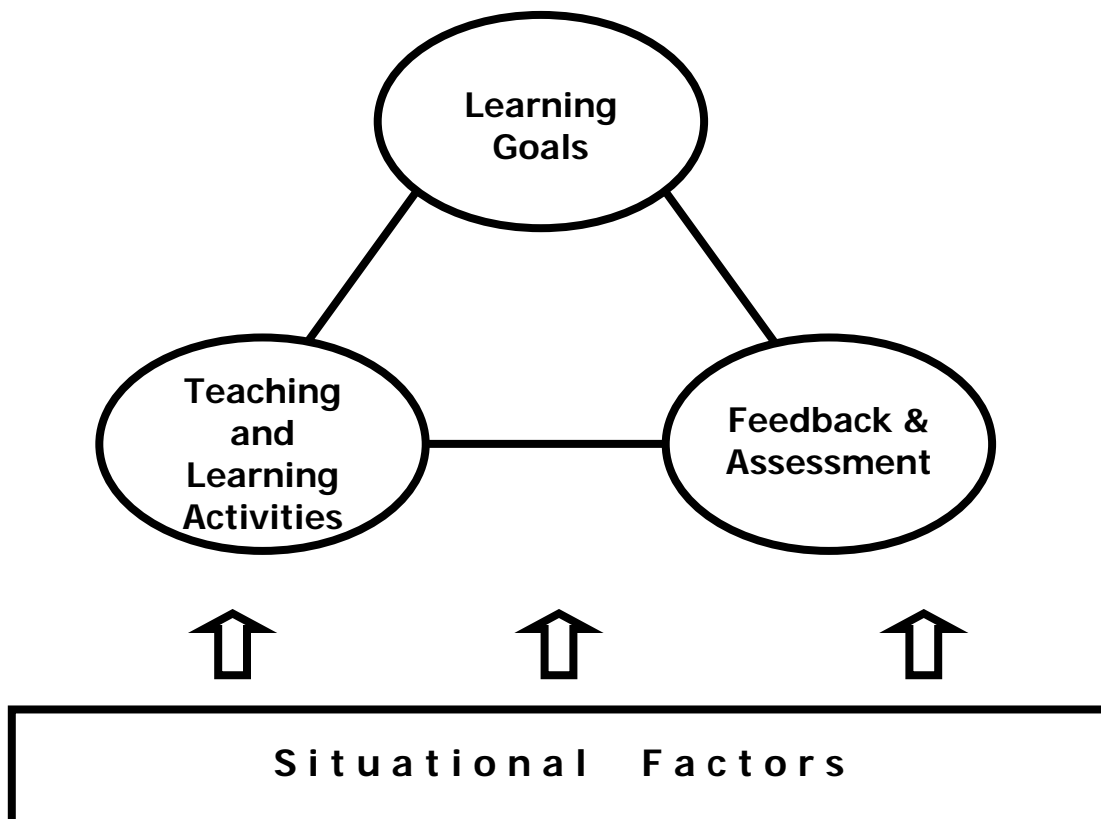 Learning
Goals
Teaching
and
Learning
Activities
Feedback &
Assessment
Situational Factors